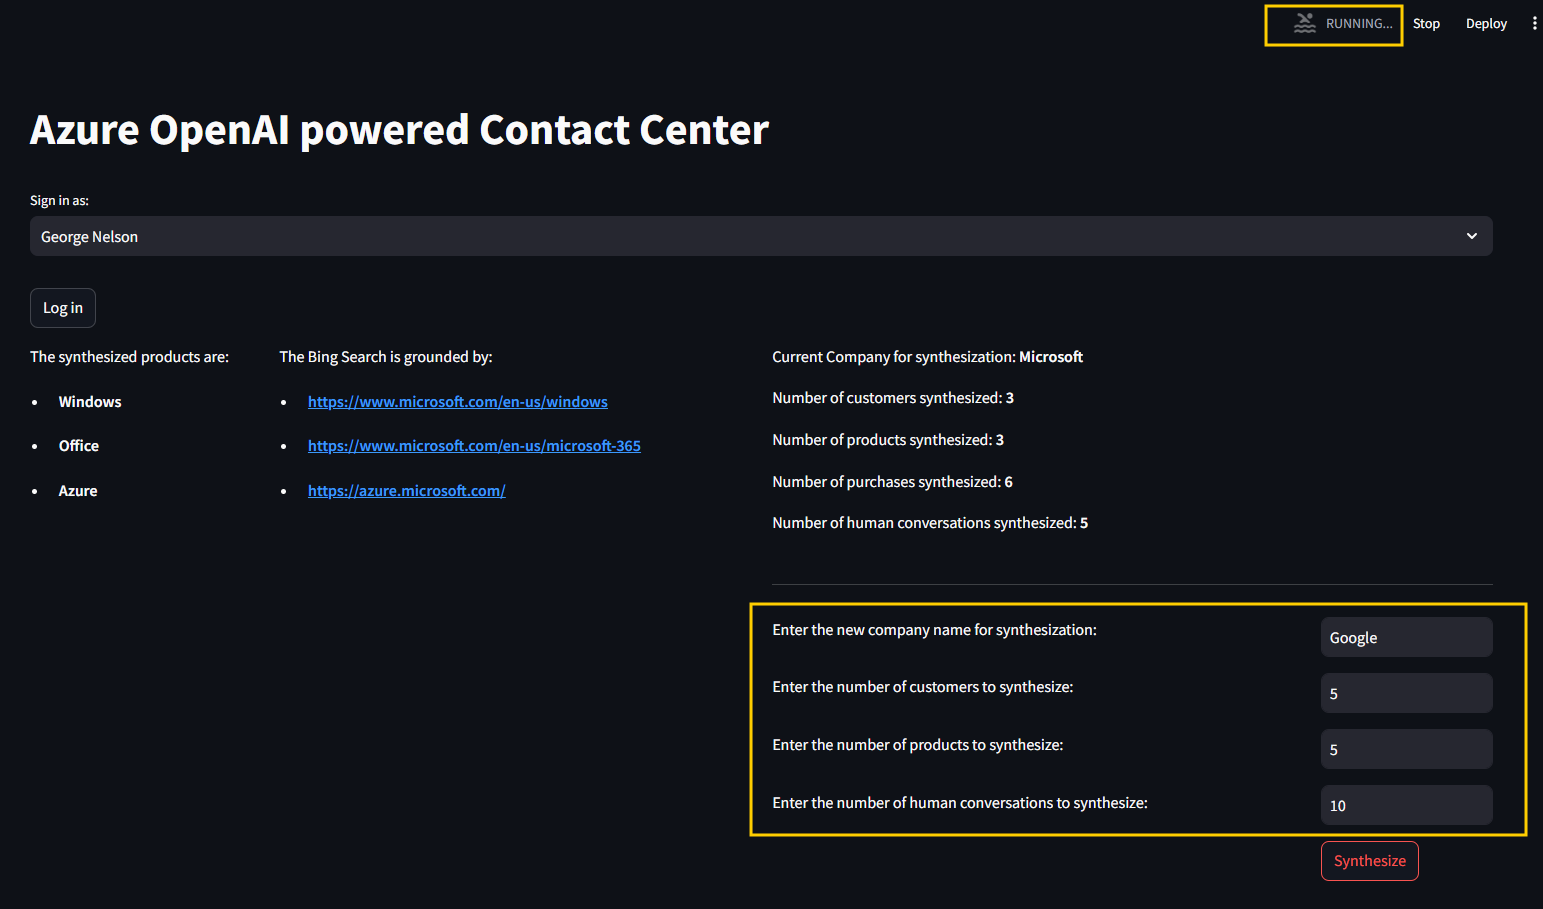 RUNNING...
Stop
Deploy
Azure OpenAI powered Contact Center
Sign in as:
George Nelson
Log in
The synthesized products are:
Windows
Office
Azure
The Bing Search is grounded by:
https://www.microsoft.com/en-us/windows
https://www.microsoft.com/en-us/microsoft-365
https://azure.microsoft.com/
Current Company for synthesization: Microsoft
Number of customers synthesized: 3
Number of products synthesized: 3
Number of purchases synthesized: 6
Number of human conversations synthesized: 5
Enter the new company name for synthesization:
Google
Enter the number of customers to synthesize:
5
Enter the number of products to synthesize:
5
Enter the number of human conversations to synthesize:
10
Synthesize